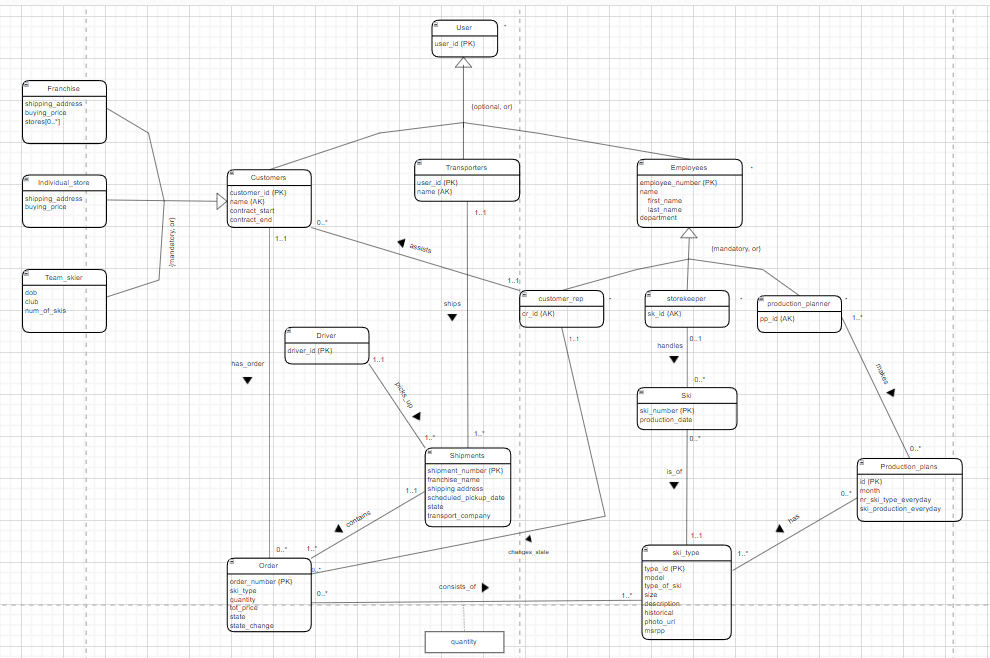 User
*
user_id {PK}
{optional, or}
Franchise
shipping_address
buying_price
stores[0..*]
Individual_store
shipping_address
buying_price
Team_skier
dob
club
num_of_skis
{mandatory, or}
Customers
customer_id {PK}
name {AK}
contract_start
contract_end
Transporters
user_id {PK}
name {AK}
Employees
*
employee_number {PK}
name
first_name
last_name
department
{mandatory, or}
0..*
1..1
1..1
assists
1..1
customer_rep
*
cr_id {AK}
storekeeper
*
sk_id {AK}
production_planner
*
pp_id {AK}
ships
Driver
driver_id {PK}
1..1
1..1
0..1
1..*
handles
has_order
picks_up
makes
0..*
Ski
ski_number {PK}
production_date
1..*
1..*
0..*
0..*
Shipments
shipment_number {PK}
franchise_name
shipping address
scheduled_pickup_date
state
transport_company
is_of
Production_plans
id {PK}
month
nr_ski_type_everyday
ski_production_everyday
1..1
0..*
contains
has
1..1
changes_state
0..*
1..*
1..*
Order
order_number {PK}
ski_type
quantity
tot_price
state
state_change
0..*
0..*
consists_of
1..*
ski_type
type_id {PK}
model
type_of_ski
size
description
historical
photo_url
msrpp
quantity